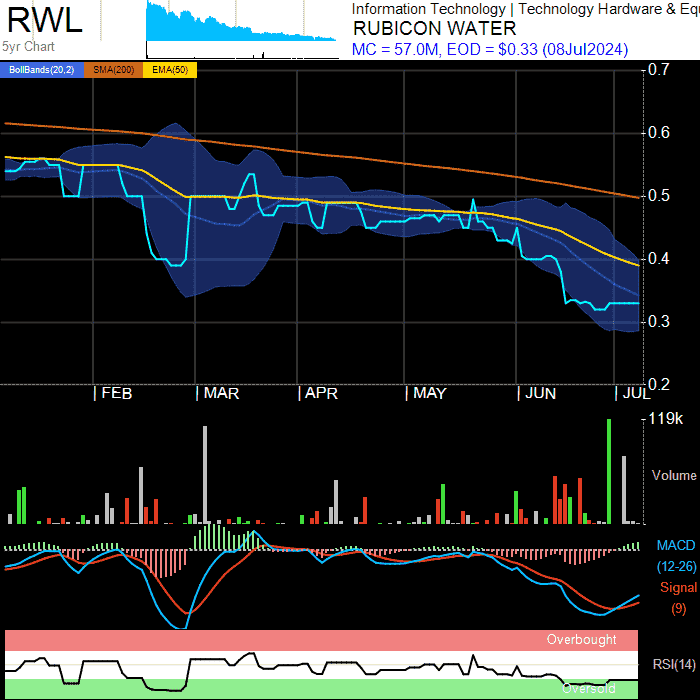 RWL
5yr Chart
Information Technology | Technology Hardware & Equ
RUBICON WATER
MC = 57.0M, EOD = $0.33 (08Jul2024)
BollBands(20,2) SMA(200) EMA(50)
0.7
0.6
0.5
0.4
0.3
0.2
| FEB | MAR | APR | MAY | JUN | JUL
119k
Volume
MACD
(12-26)
Signal
(9)
Overbought
RSI(14)
Oversold